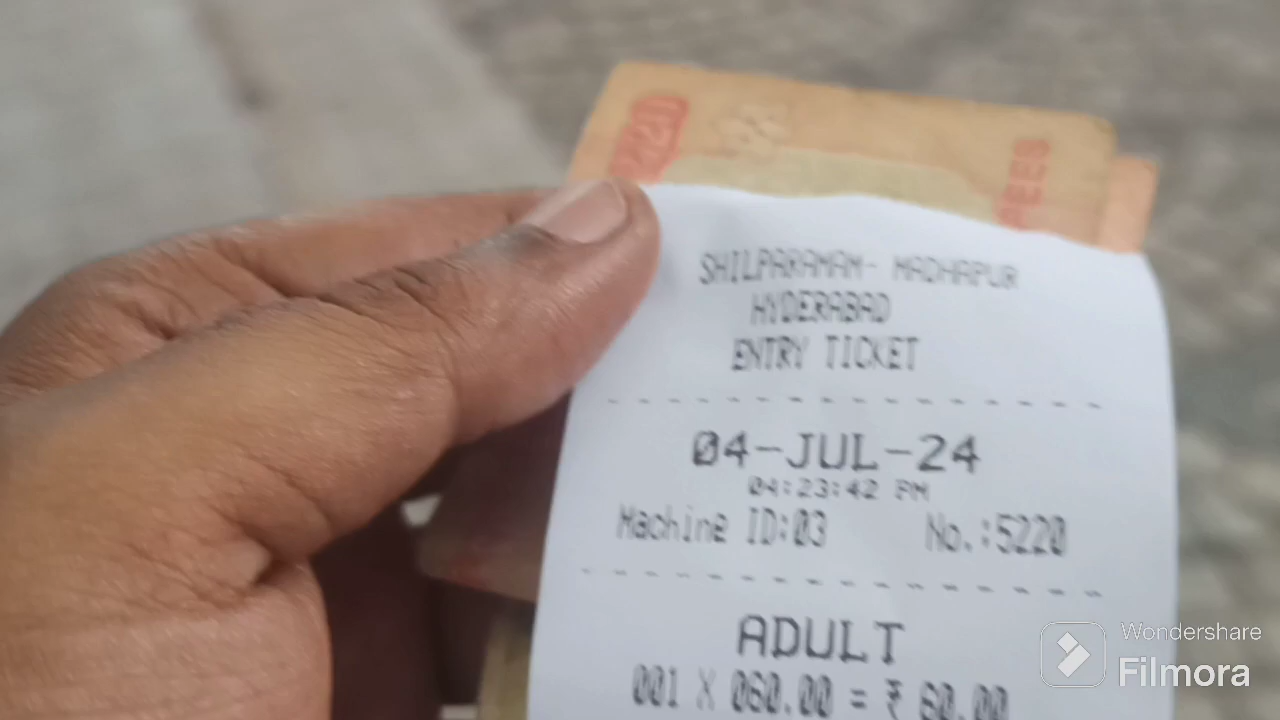 SHILPARAMAM- MADHAPUR
HYDERABAD
ENTRY TICKET
04-JUL-24
04:23:42 PM
Machine ID:03 No.:5220
ADULT
001 X 060.00 = ₹ 60.00
Wondershare
Filmora